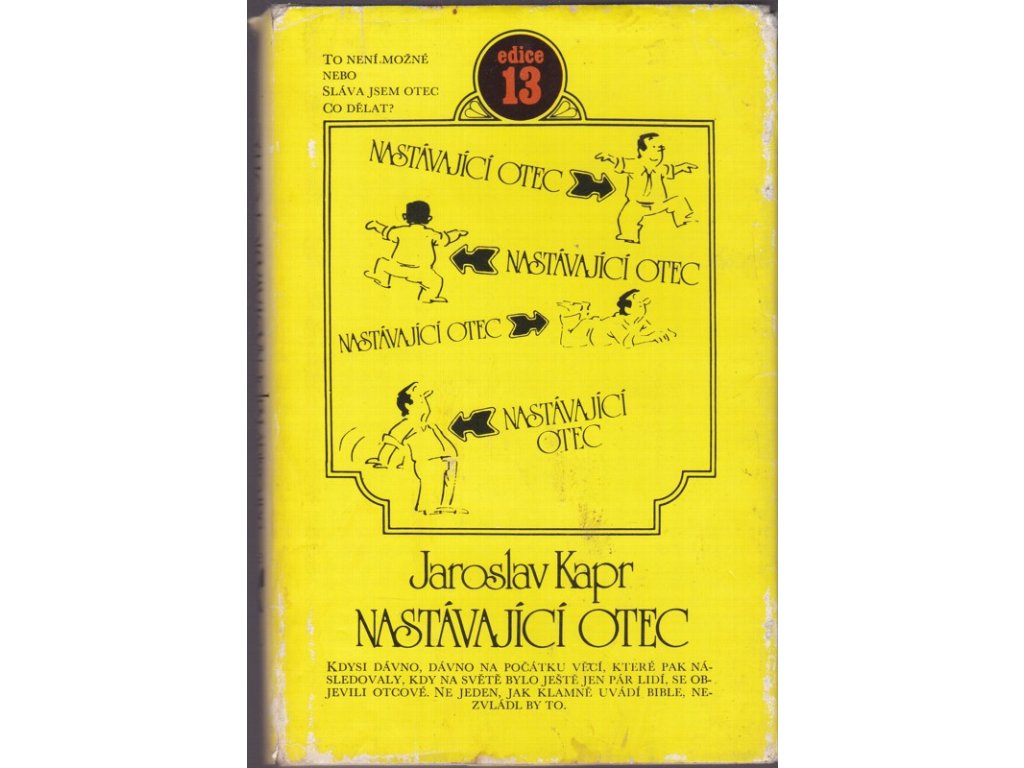 To není možné
nebo
Sláva jsem otec
Co dělat?
edice
13
Nastávající otec
Nastávající otec
Nastávající otec
Nastávající
otec
Jaroslav Kapr
Nastávající otec
Kdysi dávno, dávno na počátku věcí, které pak ná-
sledovaly, kdy na světě bylo ještě jen pár lidí, se ob-
jevili otcové. Ne jeden, jak klamně uvádí bible, ne-
zvládl by to.